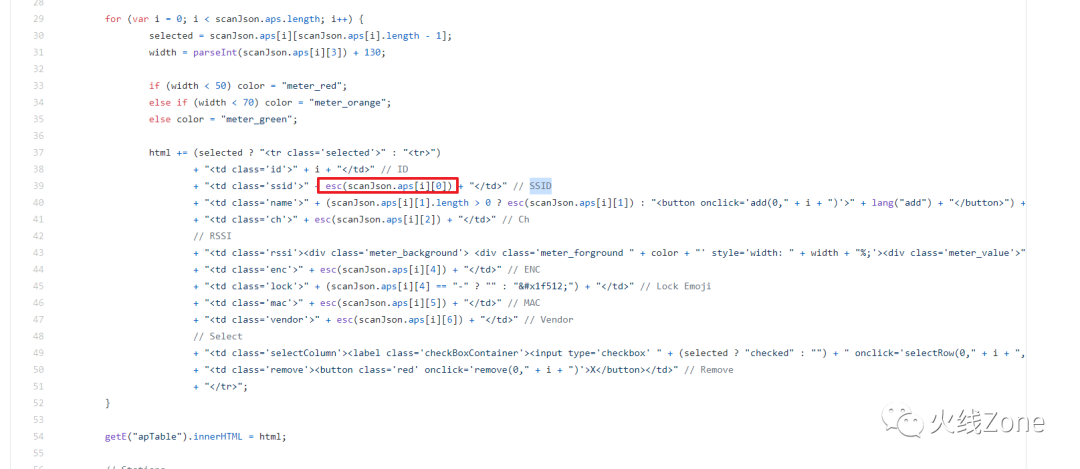 28
29 for (var i = 0; i < scanJson.aps.length; i++) {
30 selected = scanJson.aps[i][scanJson.aps[i].length - 1];
31 width = parseInt(scanJson.aps[i][3]) + 130;
32
33 if (width < 50) color = "meter_red";
34 else if (width < 70) color = "meter_orange";
35 else color = "meter_green";
36
37 html += (selected ? "<tr class='selected'>" : "<tr>")
38 + "<td class='id'>" + i + "</td>" // ID
39 + "<td class='ssid'>" + esc(scanJson.aps[i][0]) + "</td>" // SSID
40 + "<td class='name'>" + (scanJson.aps[i][1].length > 0 ? esc(scanJson.aps[i][1]) : "<button onclick='add(0," + i + ")'>" + lang("add") + "</button>") +
41 + "<td class='ch'>" + esc(scanJson.aps[i][2]) + "</td>" // Ch
42 // RSSI
43 + "<td class='rssi'><div class='meter_background'> <div class='meter_forground " + color + "' style='width: " + width + "%;'><div class='meter_value'>"
44 + "<td class='enc'>" + esc(scanJson.aps[i][4]) + "</td>" // ENC
45 + "<td class='lock'>" + (scanJson.aps[i][4] == "-" ? "" : "&#x1f512;") + "</td>" // Lock Emoji
46 + "<td class='mac'>" + esc(scanJson.aps[i][5]) + "</td>" // MAC
47 + "<td class='vendor'>" + esc(scanJson.aps[i][6]) + "</td>" // Vendor
48 // Select
49 + "<td class='selectColumn'><label class='checkBoxContainer'><input type='checkbox' " + (selected ? "checked" : "") + " onclick='selectRow(0," + i + ",
50 + "<td class='remove'><button class='red' onclick='remove(0," + i + ")'>X</button></td>" // Remove
51 + "</tr>";
52 }
53
54 getE("apTable").innerHTML = html;
55
56 // Stations
火线Zone